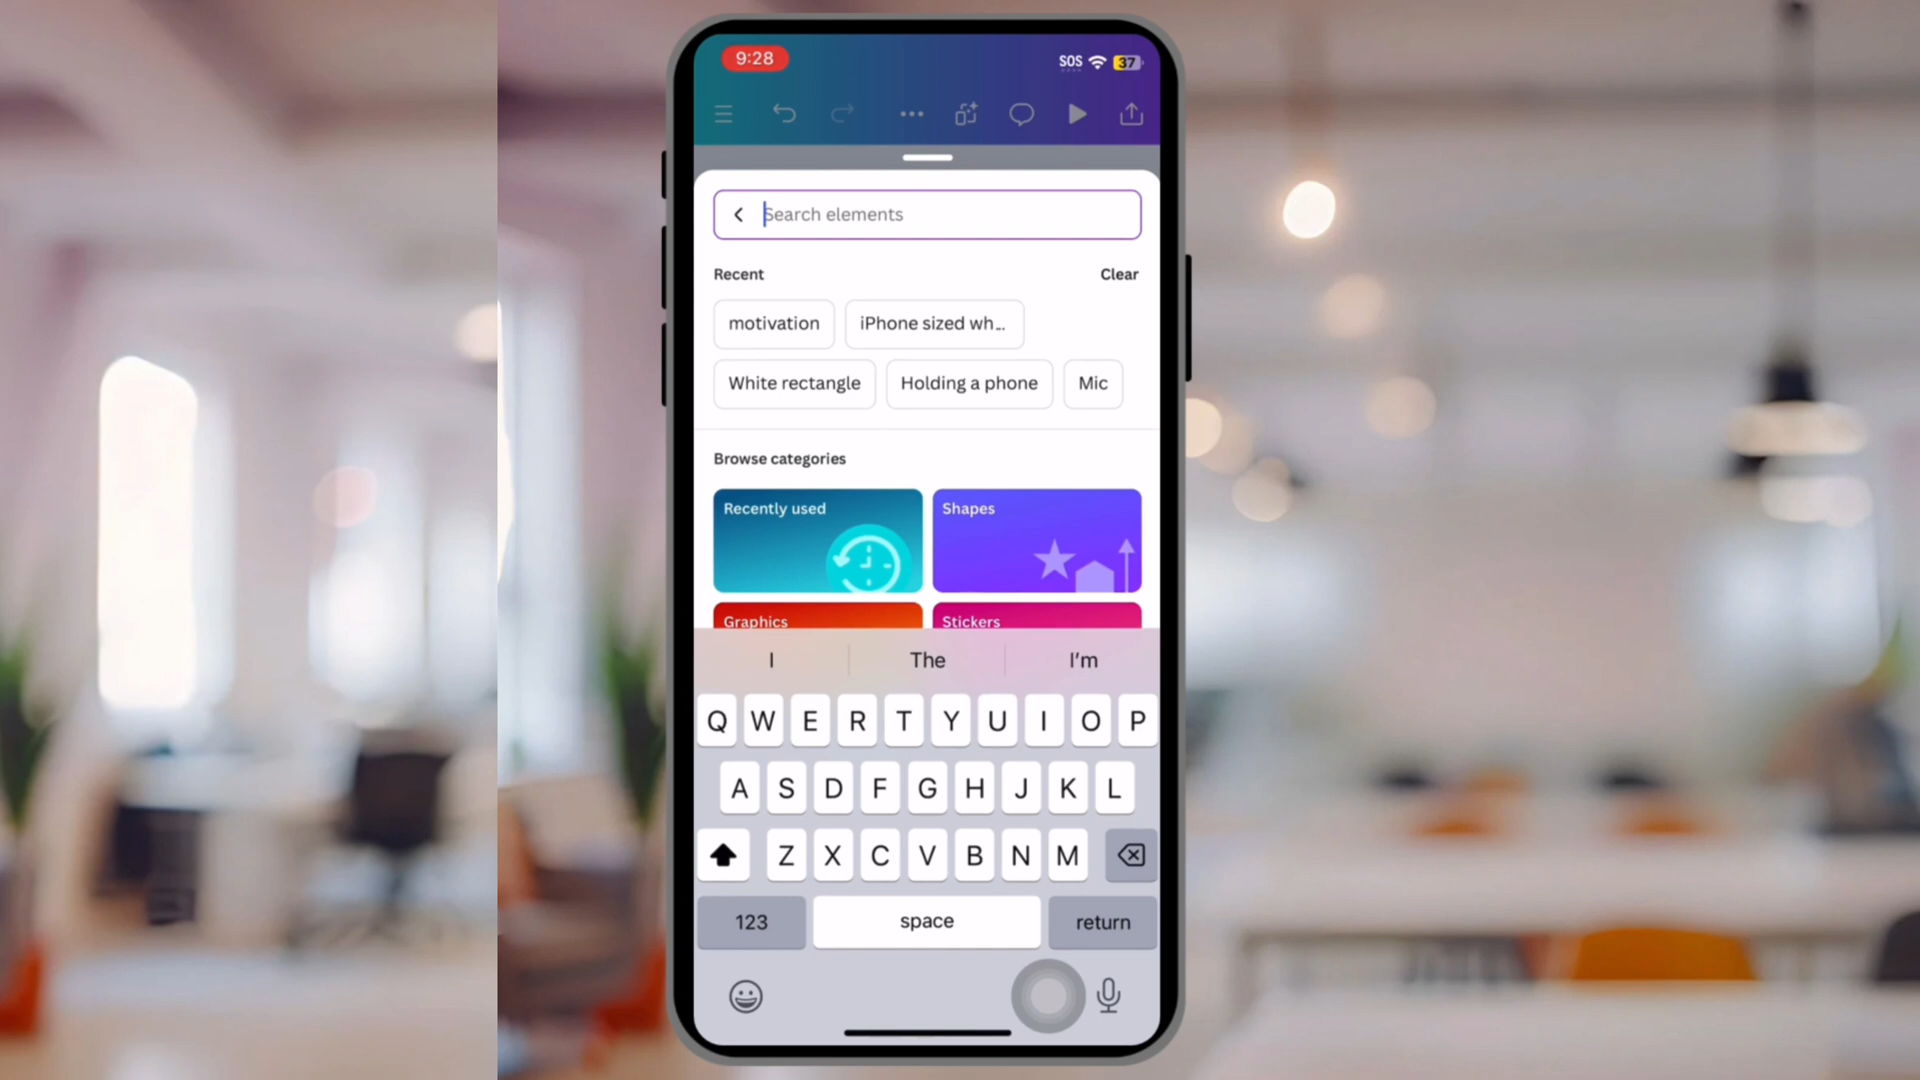 9:28
SOS
37
Search elements
Recent
Clear
motivation
iPhone sized wh...
White rectangle
Holding a phone
Mic
Browse categories
Recently used
Shapes
Graphics
Stickers
I
The
I'm
Q W E R T Y U I O P
A S D F G H J K L
Z X C V B N M
123
space
return